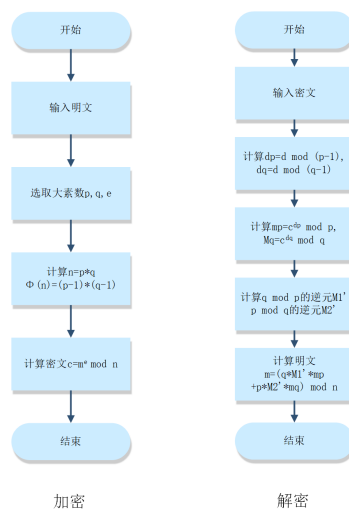 开始
输入明文
选取大素数p,q,e
计算n=p*q
Φ(n)=(p-1)*(q-1)
计算密文c=mᵉ mod n
结束
加密
开始
输入密文
计算dp=d mod (p-1),
dq=d mod (q-1)
计算mp=cᵈᵖ mod p,
Mq=cᵈq mod q
计算q mod p的逆元M1'
p mod q的逆元M2'
计算明文
m=(q*M1'*mp
+p*M2'*mq) mod n
结束
解密